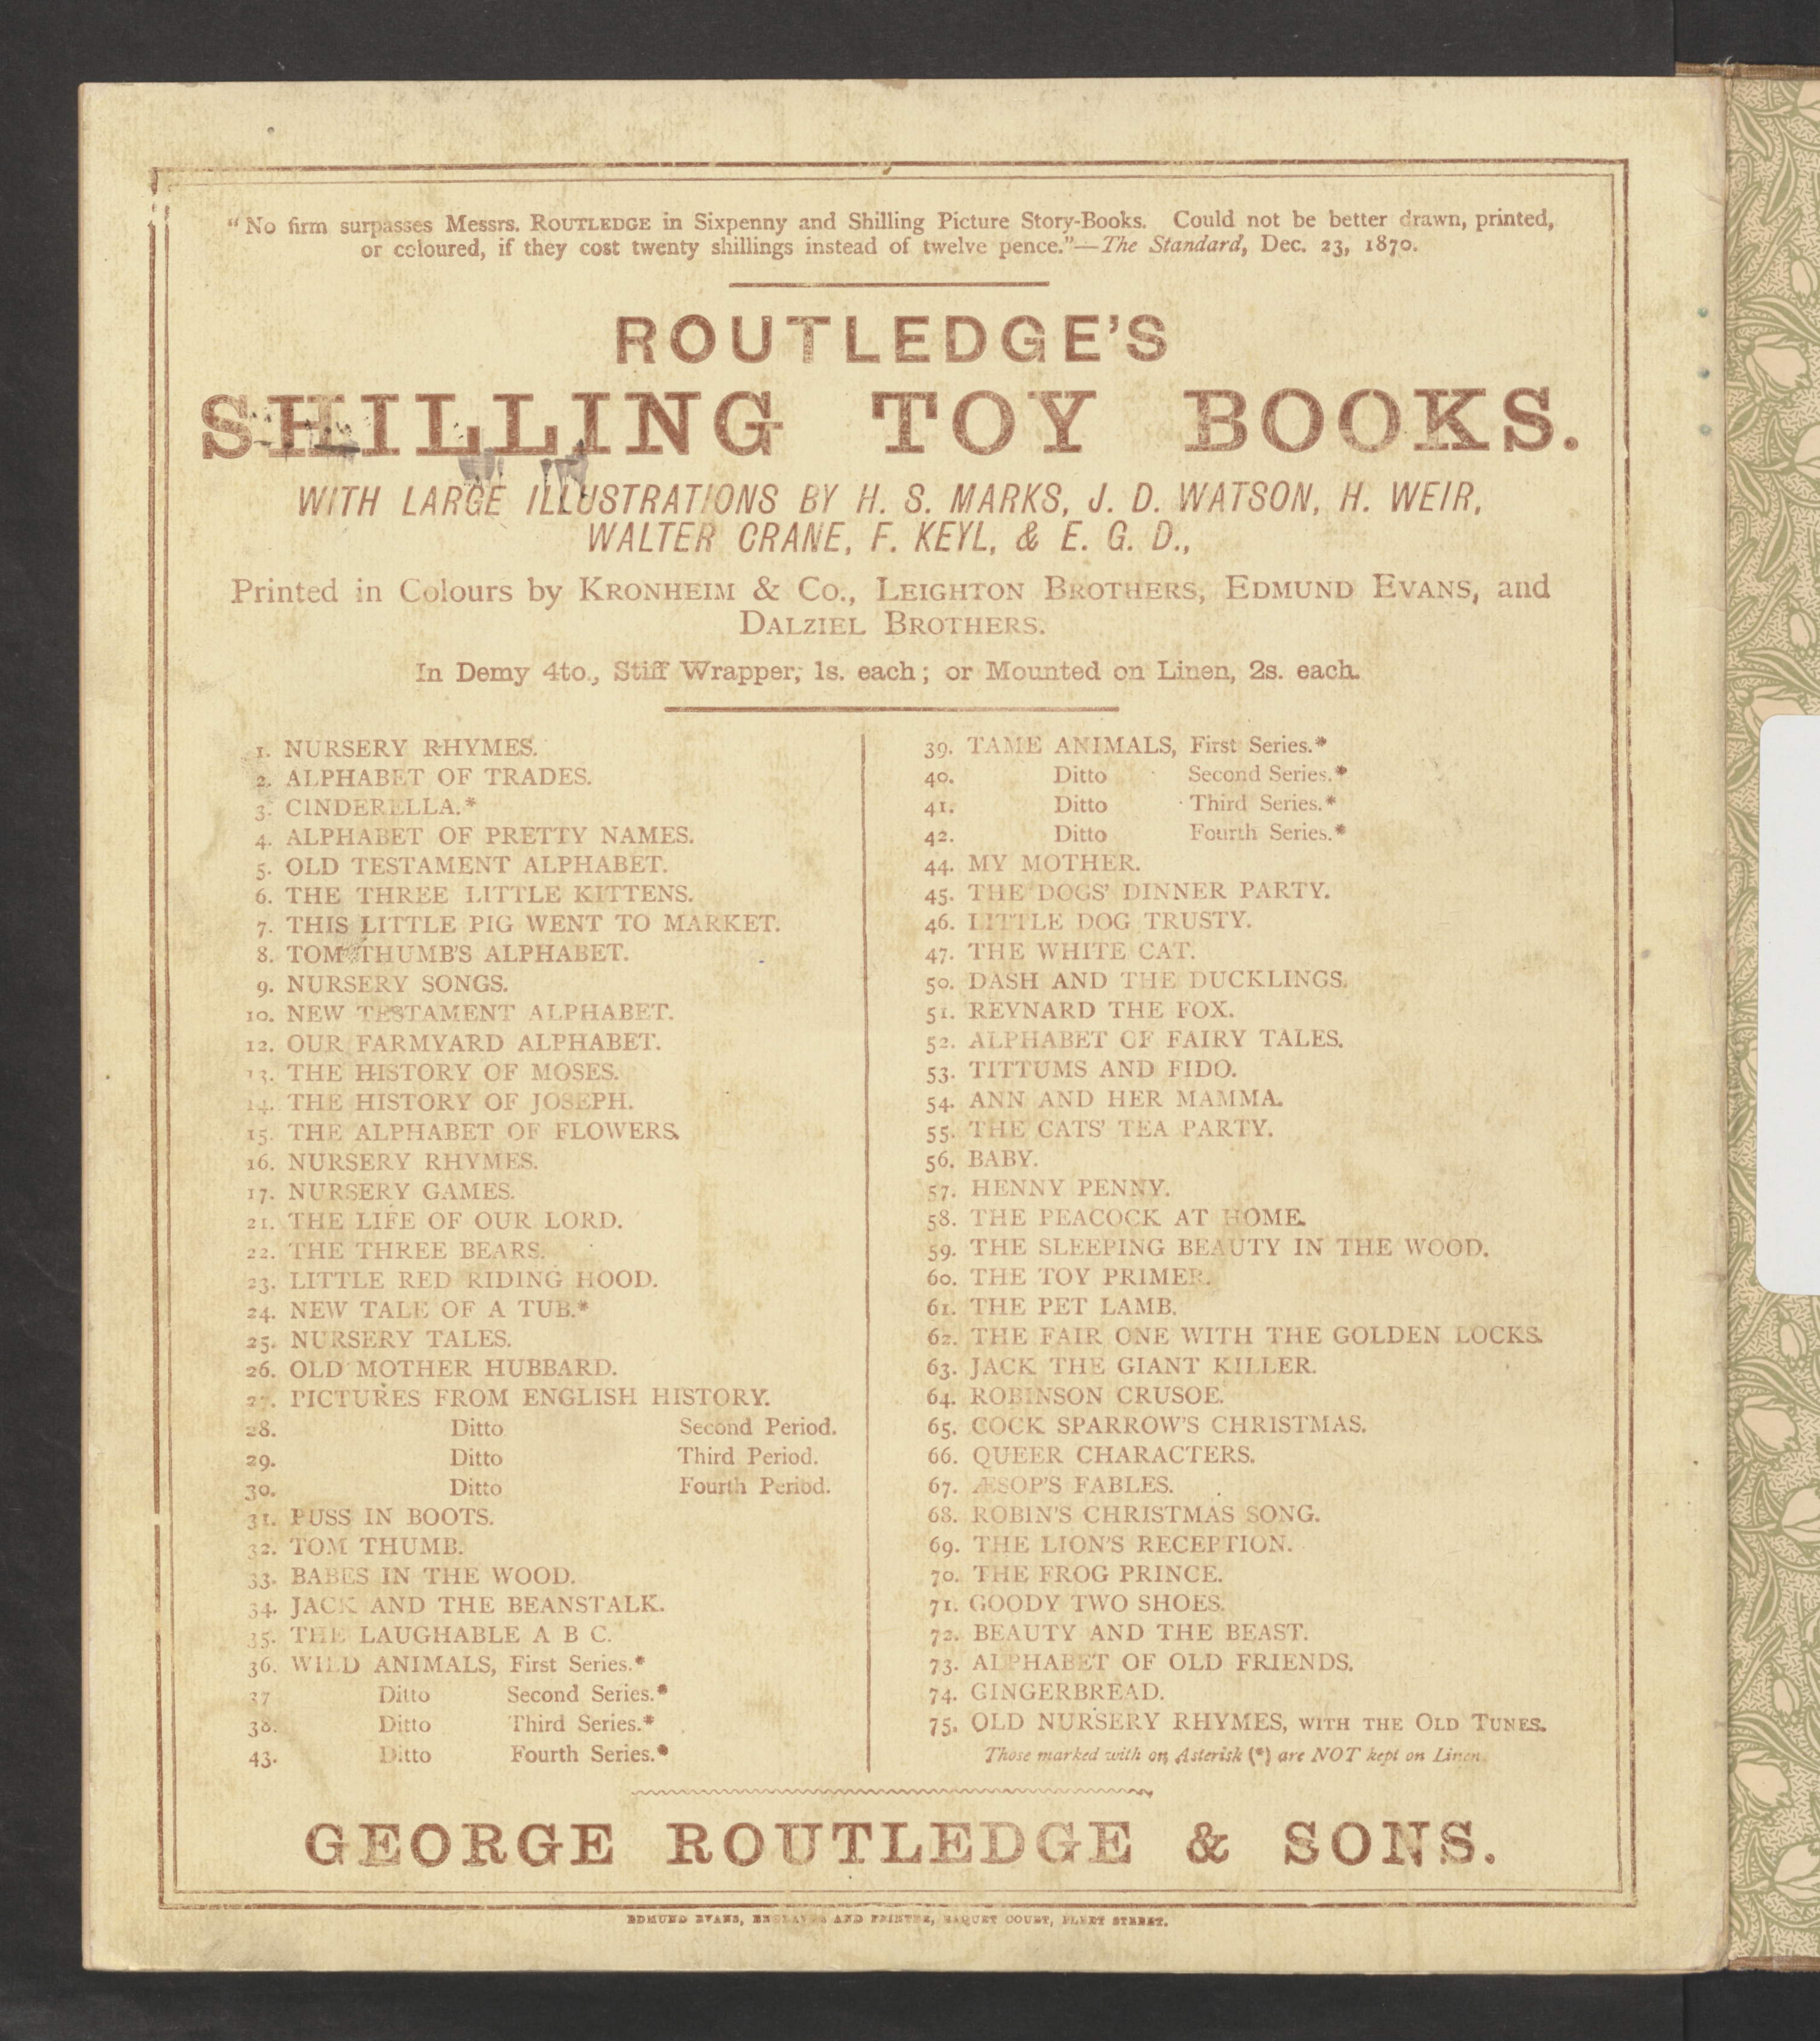 “No firm surpasses Messrs. ROUTLEDGE in Sixpenny and Shilling Picture Story-Books. Could not be better drawn, printed,
or coloured, if they cost twenty shillings instead of twelve pence.”—The Standard, Dec. 23, 1870.
ROUTLEDGE’S
SHILLING TOY BOOKS.
WITH LARGE ILLUSTRATIONS BY H. S. MARKS, J. D. WATSON, H. WEIR,
WALTER CRANE, F. KEYL, & E. G. D.,
Printed in Colours by KRONHEIM & CO., LEIGHTON BROTHERS, EDMUND EVANS, and
DALZIEL BROTHERS.
In Demy 4to., Stiff Wrapper, 1s. each; or Mounted on Linen, 2s. each.
1. NURSERY RHYMES.
2. ALPHABET OF TRADES.
3. CINDERELLA.*
4. ALPHABET OF PRETTY NAMES.
5. OLD TESTAMENT ALPHABET.
6. THE THREE LITTLE KITTENS.
7. THIS LITTLE PIG WENT TO MARKET.
8. TOM THUMB’S ALPHABET.
9. NURSERY SONGS.
10. NEW TESTAMENT ALPHABET.
12. OUR FARMYARD ALPHABET.
13. THE HISTORY OF MOSES.
14. THE HISTORY OF JOSEPH.
15. THE ALPHABET OF FLOWERS.
16. NURSERY RHYMES.
17. NURSERY GAMES.
21. THE LIFE OF OUR LORD.
22. THE THREE BEARS.
23. LITTLE RED RIDING HOOD.
24. NEW TALE OF A TUB.*
25. NURSERY TALES.
26. OLD MOTHER HUBBARD.
27. PICTURES FROM ENGLISH HISTORY.
28. Ditto Second Period.
29. Ditto Third Period.
30. Ditto Fourth Period.
31. PUSS IN BOOTS.
32. TOM THUMB.
33. BABES IN THE WOOD.
34. JACK AND THE BEANSTALK.
35. THE LAUGHABLE A B C.
36. WILD ANIMALS, First Series.*
37 Ditto Second Series.*
38. Ditto Third Series.*
43. Ditto Fourth Series.*
39. TAME ANIMALS, First Series.*
40. Ditto Second Series.*
41. Ditto Third Series.*
42. Ditto Fourth Series.*
44. MY MOTHER.
45. THE DOGS’ DINNER PARTY.
46. LITTLE DOG TRUSTY.
47. THE WHITE CAT.
50. DASH AND THE DUCKLINGS.
51. REYNARD THE FOX.
52. ALPHABET OF FAIRY TALES.
53. TITTUMS AND FIDO.
54. ANN AND HER MAMMA.
55. THE CATS’ TEA PARTY.
56. BABY.
57. HENNY PENNY.
58. THE PEACOCK AT HOME.
59. THE SLEEPING BEAUTY IN THE WOOD.
60. THE TOY PRIMER.
61. THE PET LAMB.
62. THE FAIR ONE WITH THE GOLDEN LOCKS.
63. JACK THE GIANT KILLER.
64. ROBINSON CRUSOE.
65. COCK SPARROW’S CHRISTMAS.
66. QUEER CHARACTERS.
67. ÆSOP’S FABLES.
68. ROBIN’S CHRISTMAS SONG.
69. THE LION’S RECEPTION.
70. THE FROG PRINCE.
71. GOODY TWO SHOES.
72. BEAUTY AND THE BEAST.
73. ALPHABET OF OLD FRIENDS.
74. GINGERBREAD.
75. OLD NURSERY RHYMES, WITH THE OLD TUNES.
Those marked with an Asterisk (*) are NOT kept on Linen.
GEORGE ROUTLEDGE & SONS.
EDMUND EVANS, ENGRAVER AND PRINTER, RAQUET COURT, FLEET STREET.